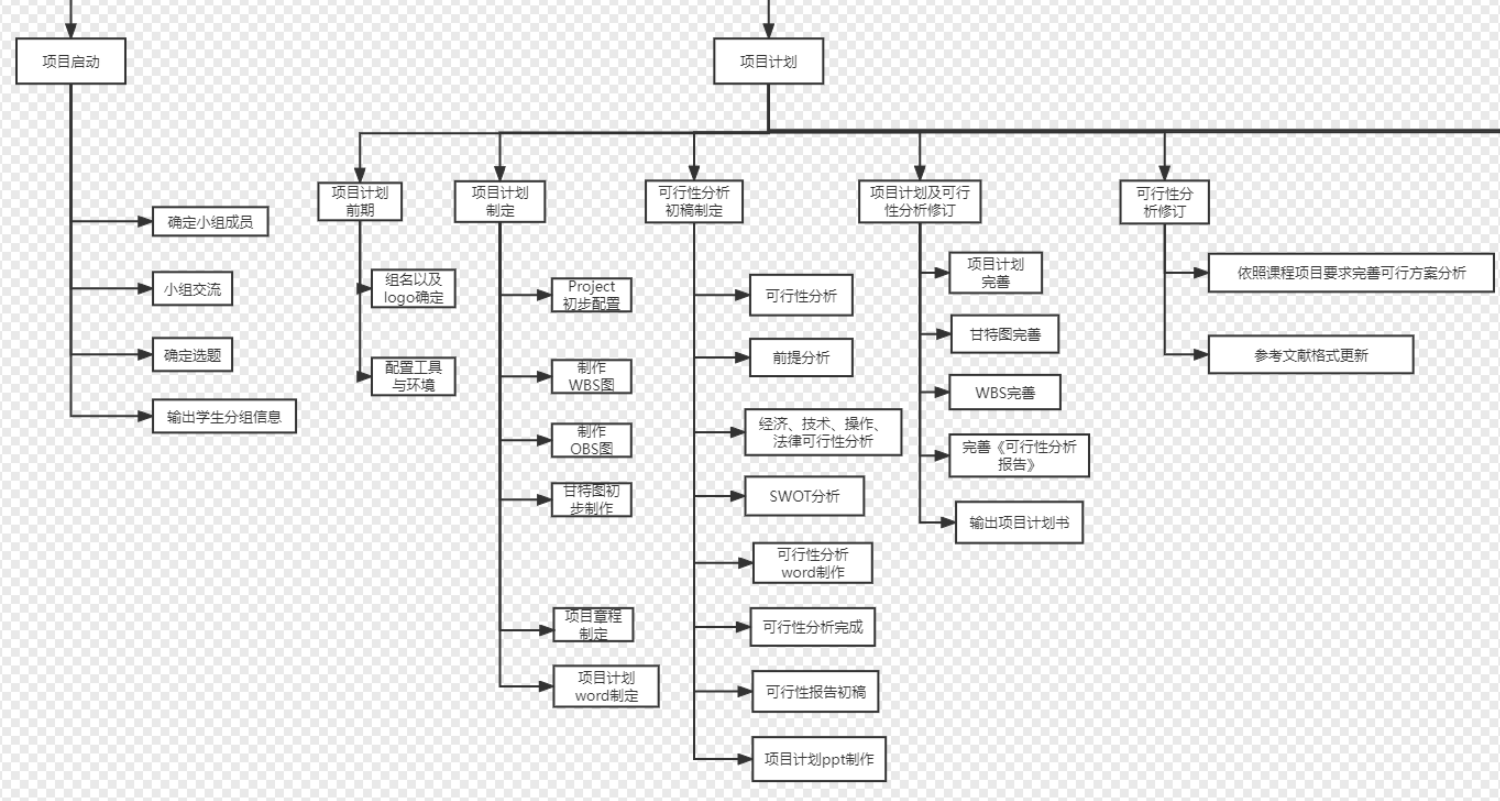 项目启动
确定小组成员
小组交流
确定选题
输出学生分组信息
项目计划
项目计划
前期
组名以及
logo确定
配置工具
与环境
项目计划
制定
Project
初步配置
制作
WBS图
制作
OBS图
甘特图初
步制作
项目章程
制定
项目计划
word制定
可行性分析
初稿制定
可行性分析
前提分析
经济、技术、操作、
法律可行性分析
SWOT分析
可行性分析
word制作
可行性分析完成
可行性报告初稿
项目计划ppt制作
项目计划及可行
性分析修订
项目计划
完善
甘特图完善
WBS完善
完善《可行性分析
报告》
输出项目计划书
可行性分
析修订
依照课程项目要求完善可行方案分析
参考文献格式更新